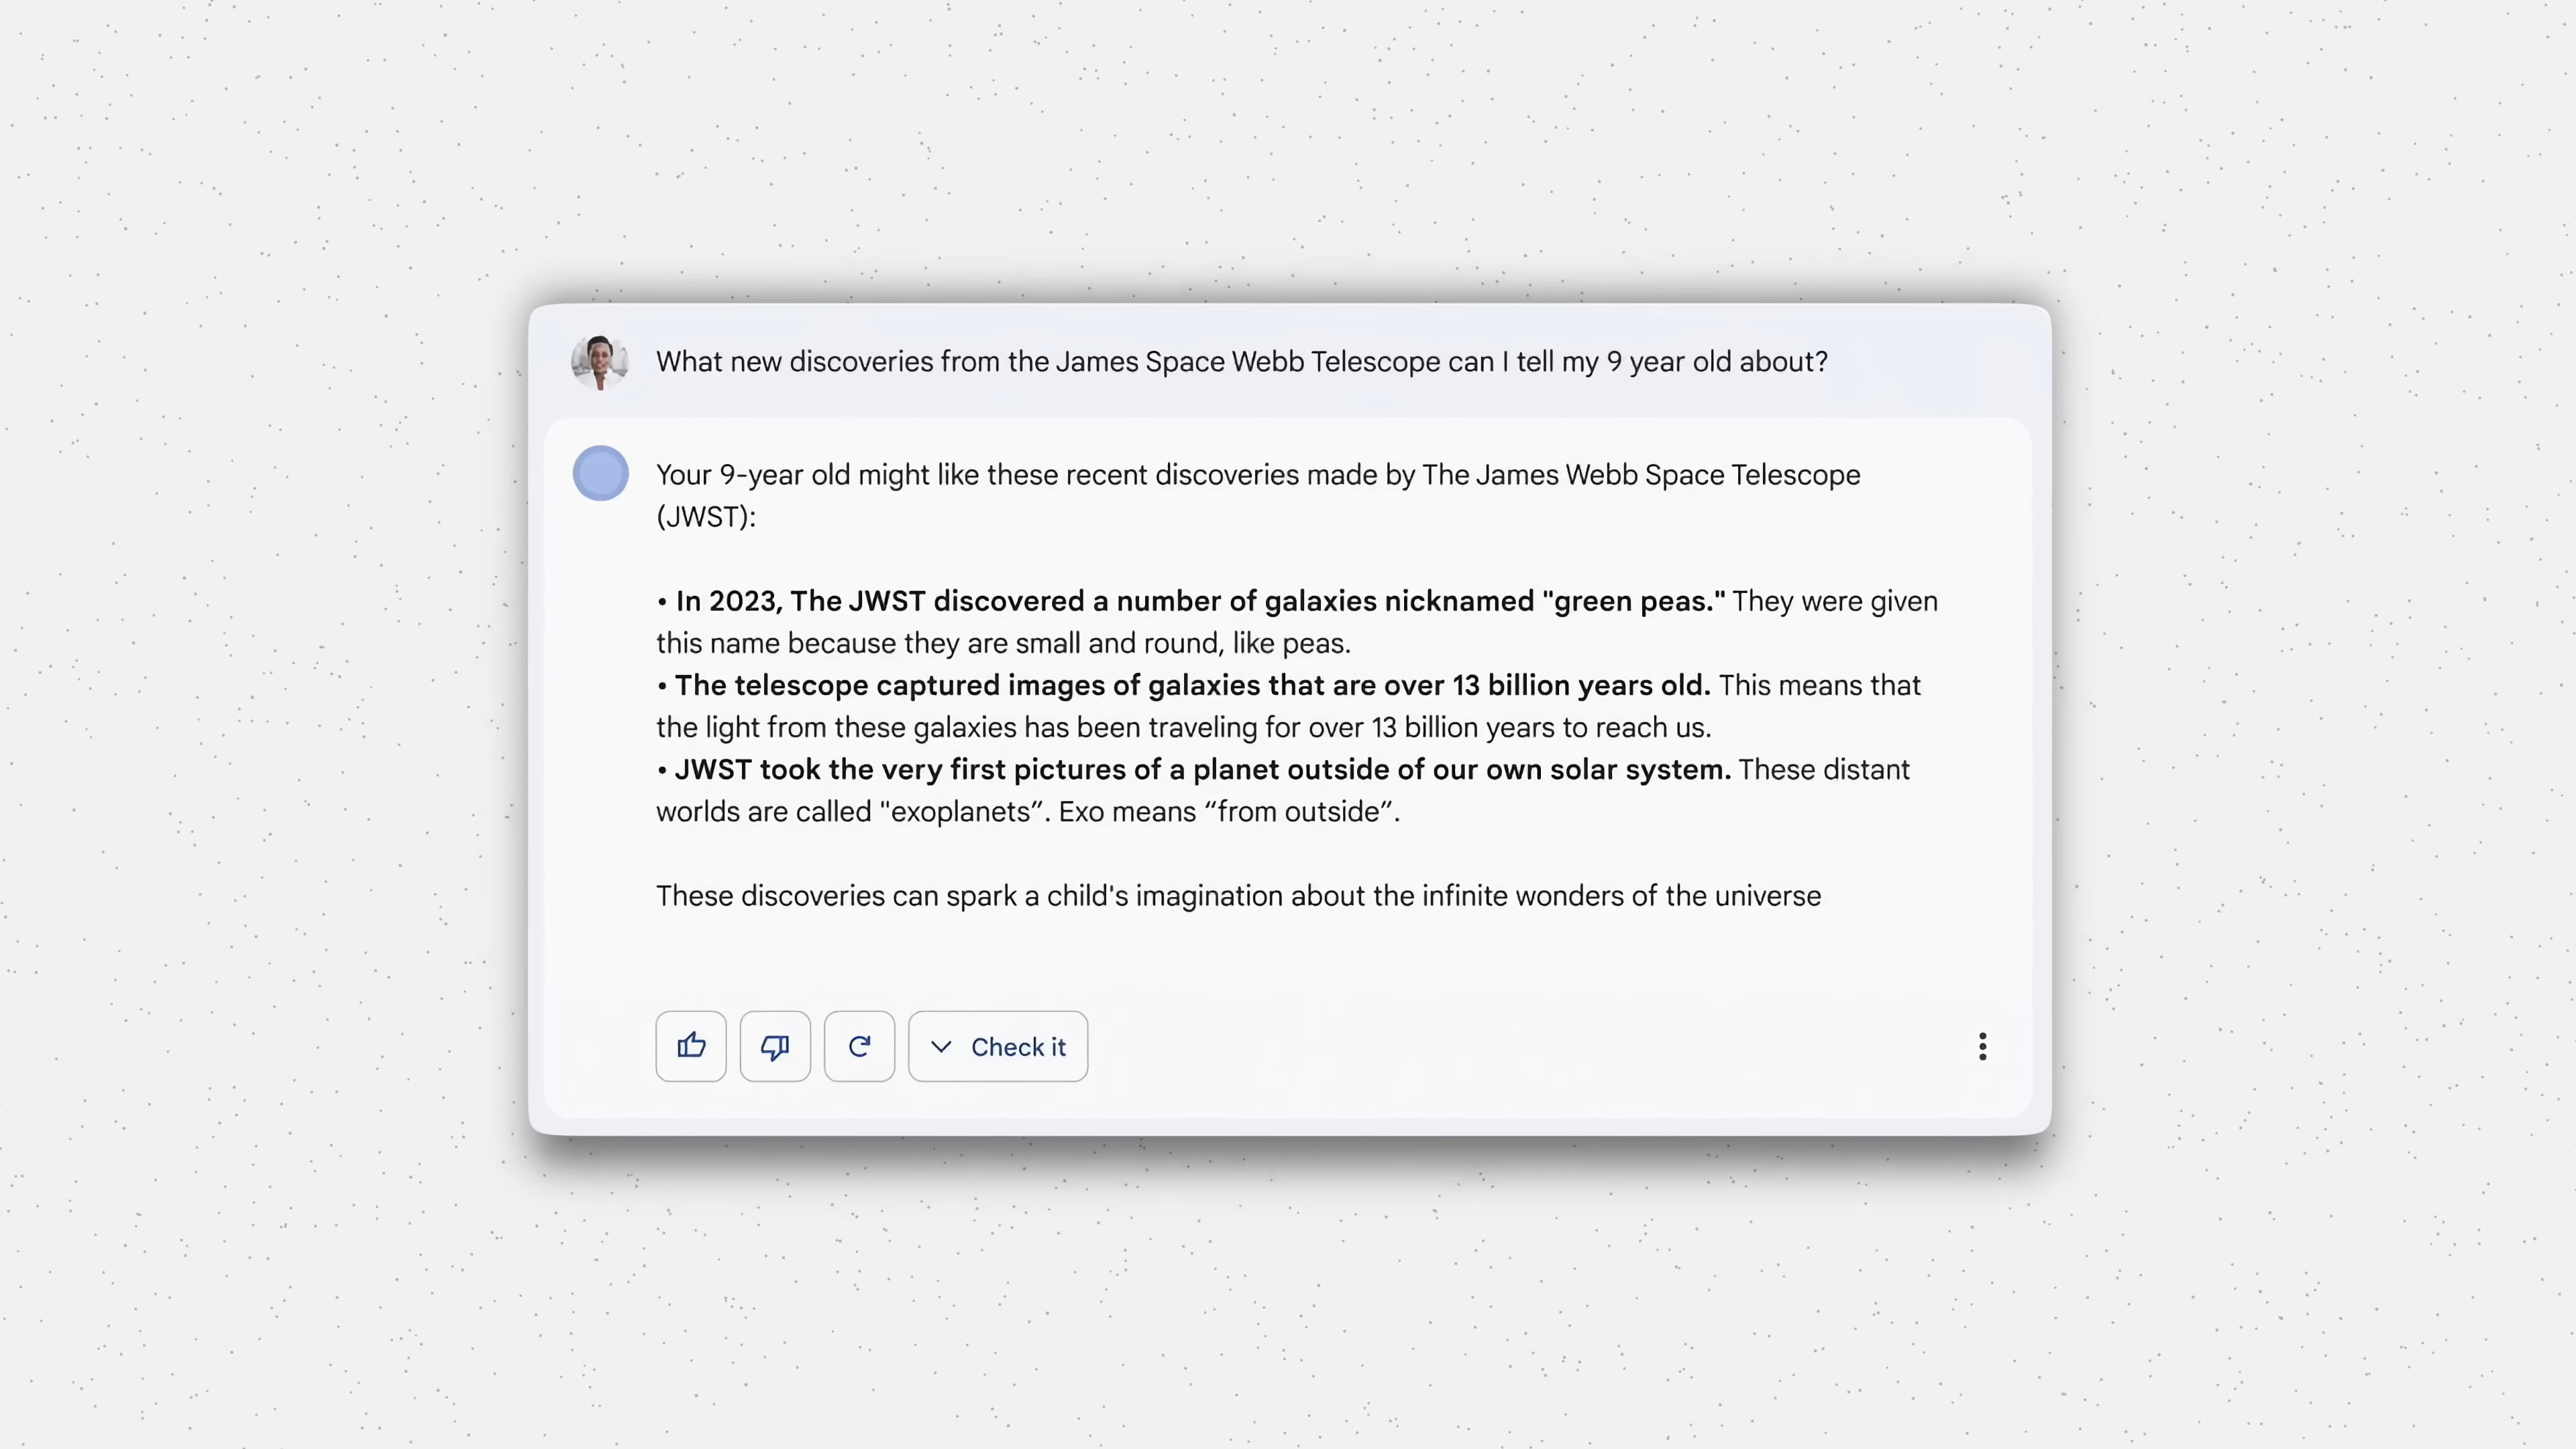 What new discoveries from the James Space Webb Telescope can I tell my 9 year old about?
Your 9-year old might like these recent discoveries made by The James Webb Space Telescope
(JWST):
• In 2023, The JWST discovered a number of galaxies nicknamed "green peas." They were given
this name because they are small and round, like peas.
• The telescope captured images of galaxies that are over 13 billion years old. This means that
the light from these galaxies has been traveling for over 13 billion years to reach us.
• JWST took the very first pictures of a planet outside of our own solar system. These distant
worlds are called "exoplanets”. Exo means “from outside”.
These discoveries can spark a child's imagination about the infinite wonders of the universe
Check it